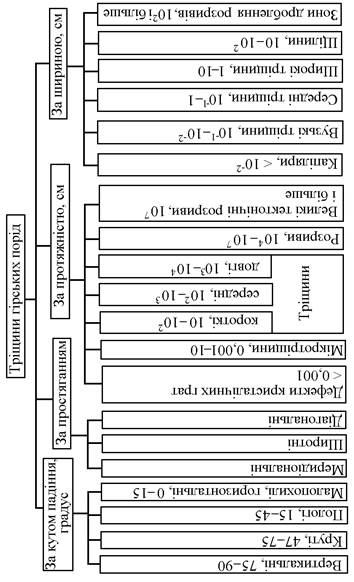 Тріщини гірських порід
За кутом падіння,
градус
Вертикальні, 75–90
Круті, 47–75
Пологі, 15–45
Малопохилі, горизонтальні, 0–15
За простяганням
Меридіональні
Широтні
Діагональні
За протяжністю, см
Дефекти кристалічних грат
< 0,001
Мікротріщини, 0,001–10
Тріщини
короткі, 10–10²
середні, 10²–10³
довгі, 10³–10⁴
Розриви, 10⁴–10⁷
Великі тектонічні розриви, 10⁷
і більше
За шириною, см
Капіляри, < 10⁻²
Вузькі тріщини, 10⁻¹–10⁻²
Середні тріщини, 10⁻¹–1
Широкі тріщини, 1–10
Щілини, 10–10²
Зони дроблення розривів, 10² і більше